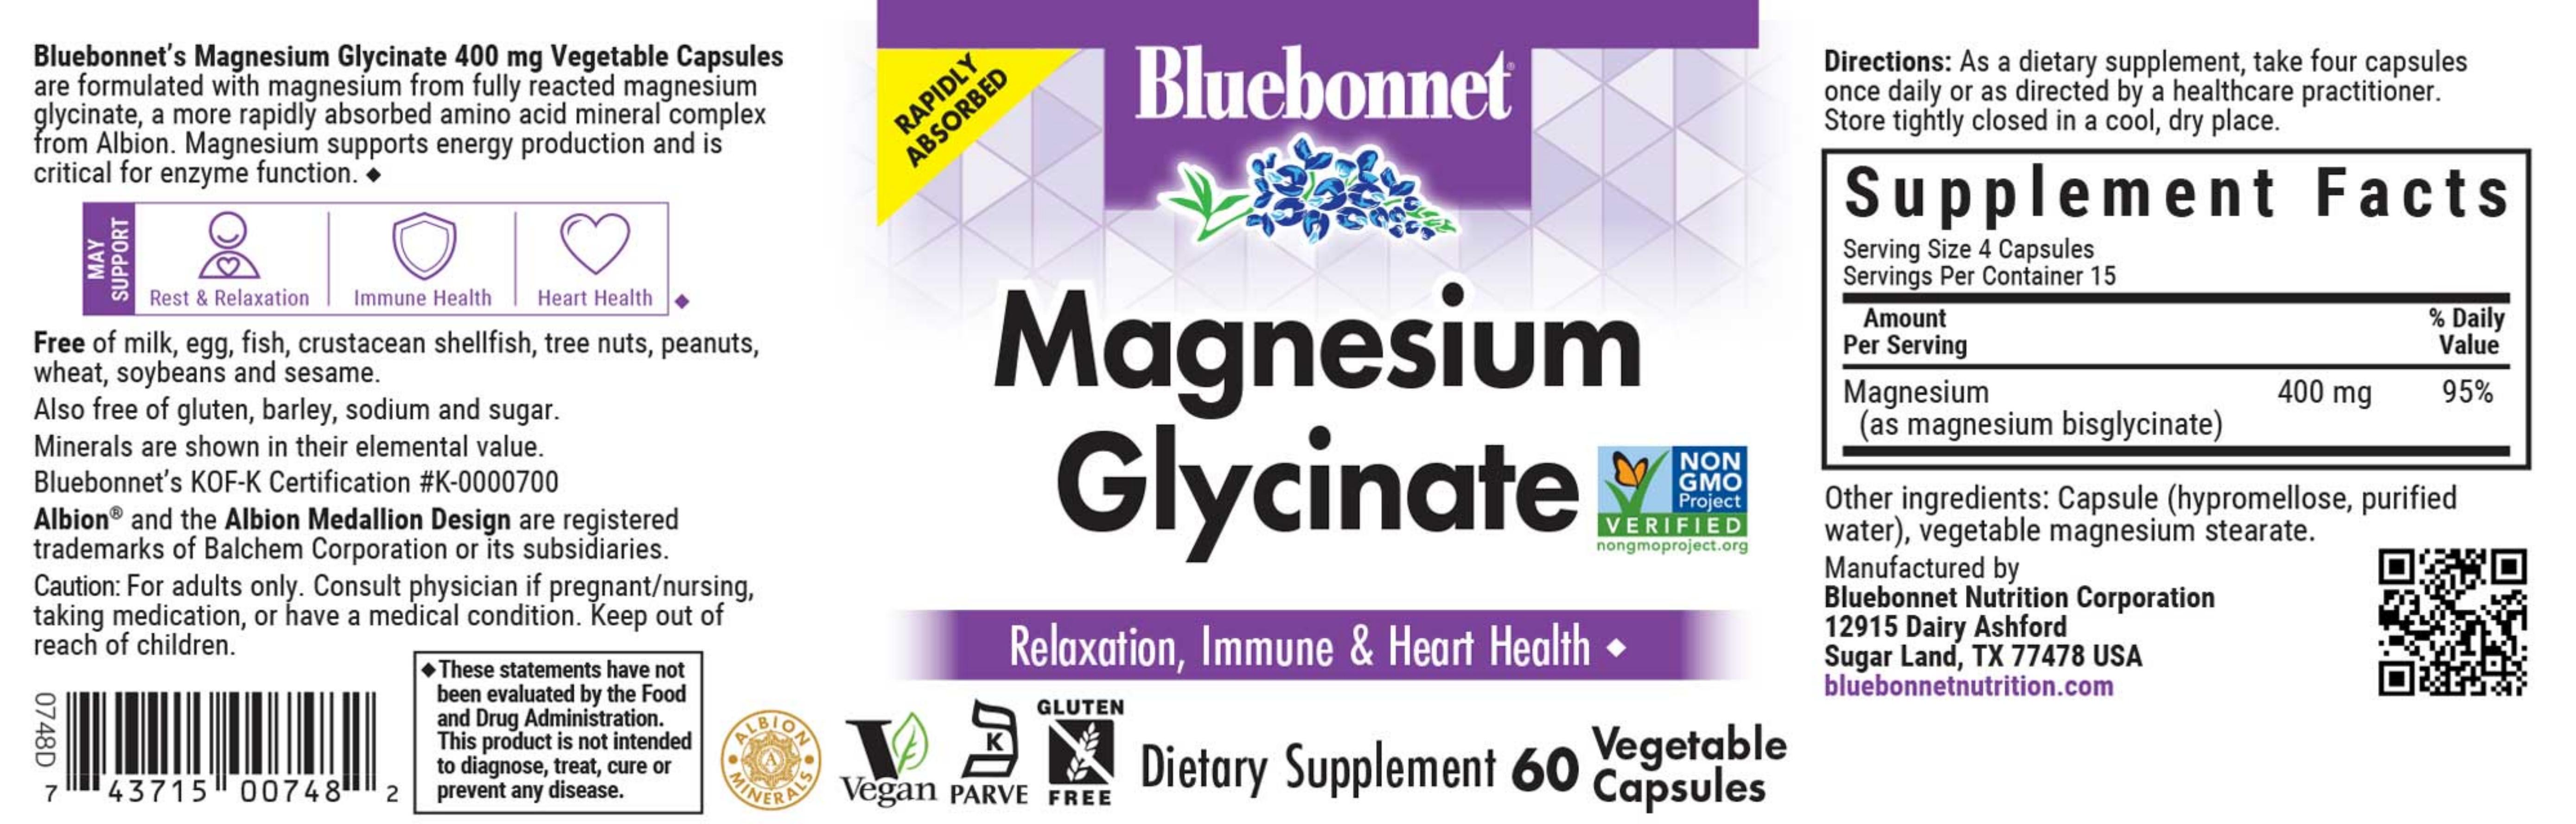 Bluebonnet's Magnesium Glycinate 400 mg Vegetable Capsules
are formulated with magnesium from fully reacted magnesium
glycinate, a more rapidly absorbed amino acid mineral complex
from Albion. Magnesium supports energy production and is
critical for enzyme function. ◆
MAY
SUPPORT
Rest & Relaxation
Immune Health
Heart Health ◆
Free of milk, egg, fish, crustacean shellfish, tree nuts, peanuts,
wheat, soybeans and sesame.
Also free of gluten, barley, sodium and sugar.
Minerals are shown in their elemental value.
Bluebonnet's KOF-K Certification #K-0000700
Albion® and the Albion Medallion Design are registered
trademarks of Balchem Corporation or its subsidiaries.
Caution: For adults only. Consult physician if pregnant/nursing,
taking medication, or have a medical condition. Keep out of
reach of children.
0748D
7 43715 00748 2
◆ These statements have not
been evaluated by the Food
and Drug Administration.
This product is not intended
to diagnose, treat, cure or
prevent any disease.
RAPIDLY
ABSORBED
Bluebonnet®
Magnesium
Glycinate
NON
GMO
Project
VERIFIED
nongmoproject.org
Relaxation, Immune & Heart Health ◆
ALBION
A
MINERALS
V
Vegan
K
PARVE
GLUTEN
FREE
Dietary Supplement 60 Vegetable
Capsules
Directions: As a dietary supplement, take four capsules
once daily or as directed by a healthcare practitioner.
Store tightly closed in a cool, dry place.
Supplement Facts
Serving Size 4 Capsules
Servings Per Container 15
Amount
Per Serving
% Daily
Value
Magnesium 400 mg 95%
(as magnesium bisglycinate)
Other ingredients: Capsule (hypromellose, purified
water), vegetable magnesium stearate.
Manufactured by
Bluebonnet Nutrition Corporation
12915 Dairy Ashford
Sugar Land, TX 77478 USA
bluebonnetnutrition.com